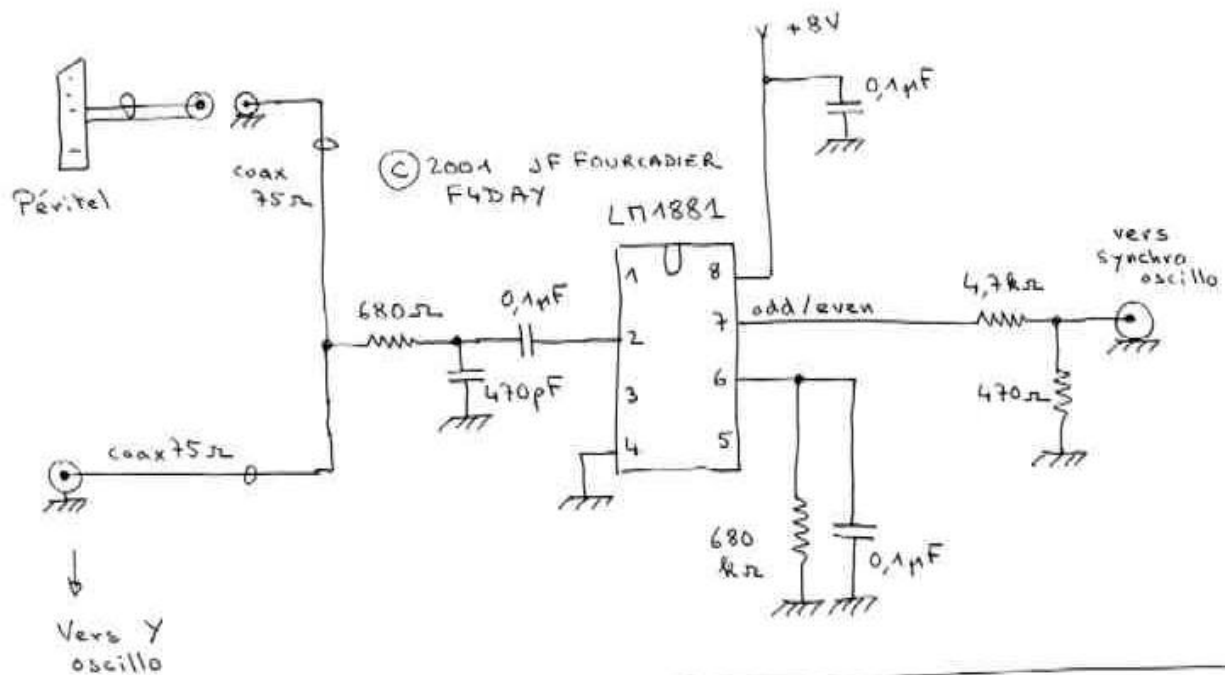 +8V
0,1µF
Péritel
coax
75Ω
© 2001 JF FOURCADIER
F4DAY
LM1881
1
8
vers
synchro
oscillo
680Ω
0,1µF
odd/even
4,7kΩ
2
7
470pF
3
6
470Ω
4
5
coax 75Ω
680
kΩ
0,1µF
Vers Y
oscillo